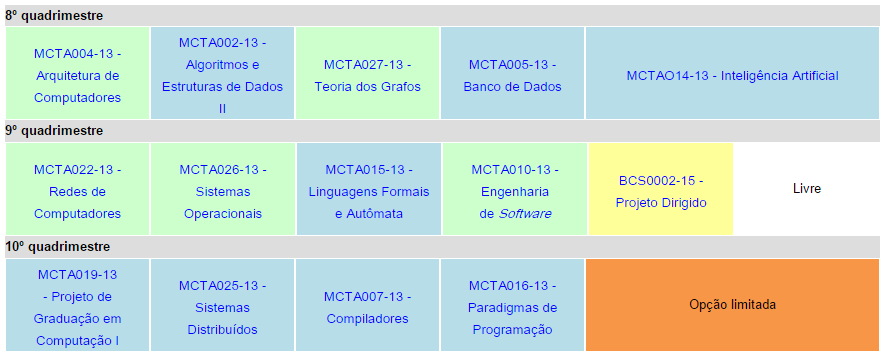 8º quadrimestre
MCTA004-13 -
Arquitetura de
Computadores
MCTA002-13 -
Algoritmos e
Estruturas de Dados
II
MCTA027-13 -
Teoria dos Grafos
MCTA005-13 -
Banco de Dados
MCTAO14-13 - Inteligência Artificial
9º quadrimestre
MCTA022-13 -
Redes de
Computadores
MCTA026-13 -
Sistemas
Operacionais
MCTA015-13 -
Linguagens Formais
e Autômata
MCTA010-13 -
Engenharia
de Software
BCS0002-15 -
Projeto Dirigido
Livre
10º quadrimestre
MCTA019-13
- Projeto de
Graduação em
Computação I
MCTA025-13 -
Sistemas
Distribuídos
MCTA007-13 -
Compiladores
MCTA016-13 -
Paradigmas de
Programação
Opção limitada